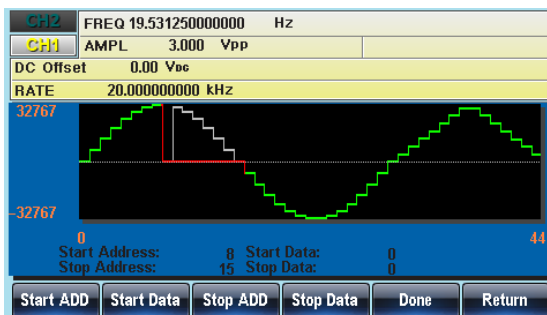 CH2 FREQ 19.531250000000 Hz
CH1 AMPL 3.000 Vpp
DC Offset 0.00 VDC
RATE 20.000000000 kHz
32767
-32767
0 44
Start Address: 8 Start Data: 0
Stop Address: 15 Stop Data: 0
Start ADD Start Data Stop ADD Stop Data Done Return